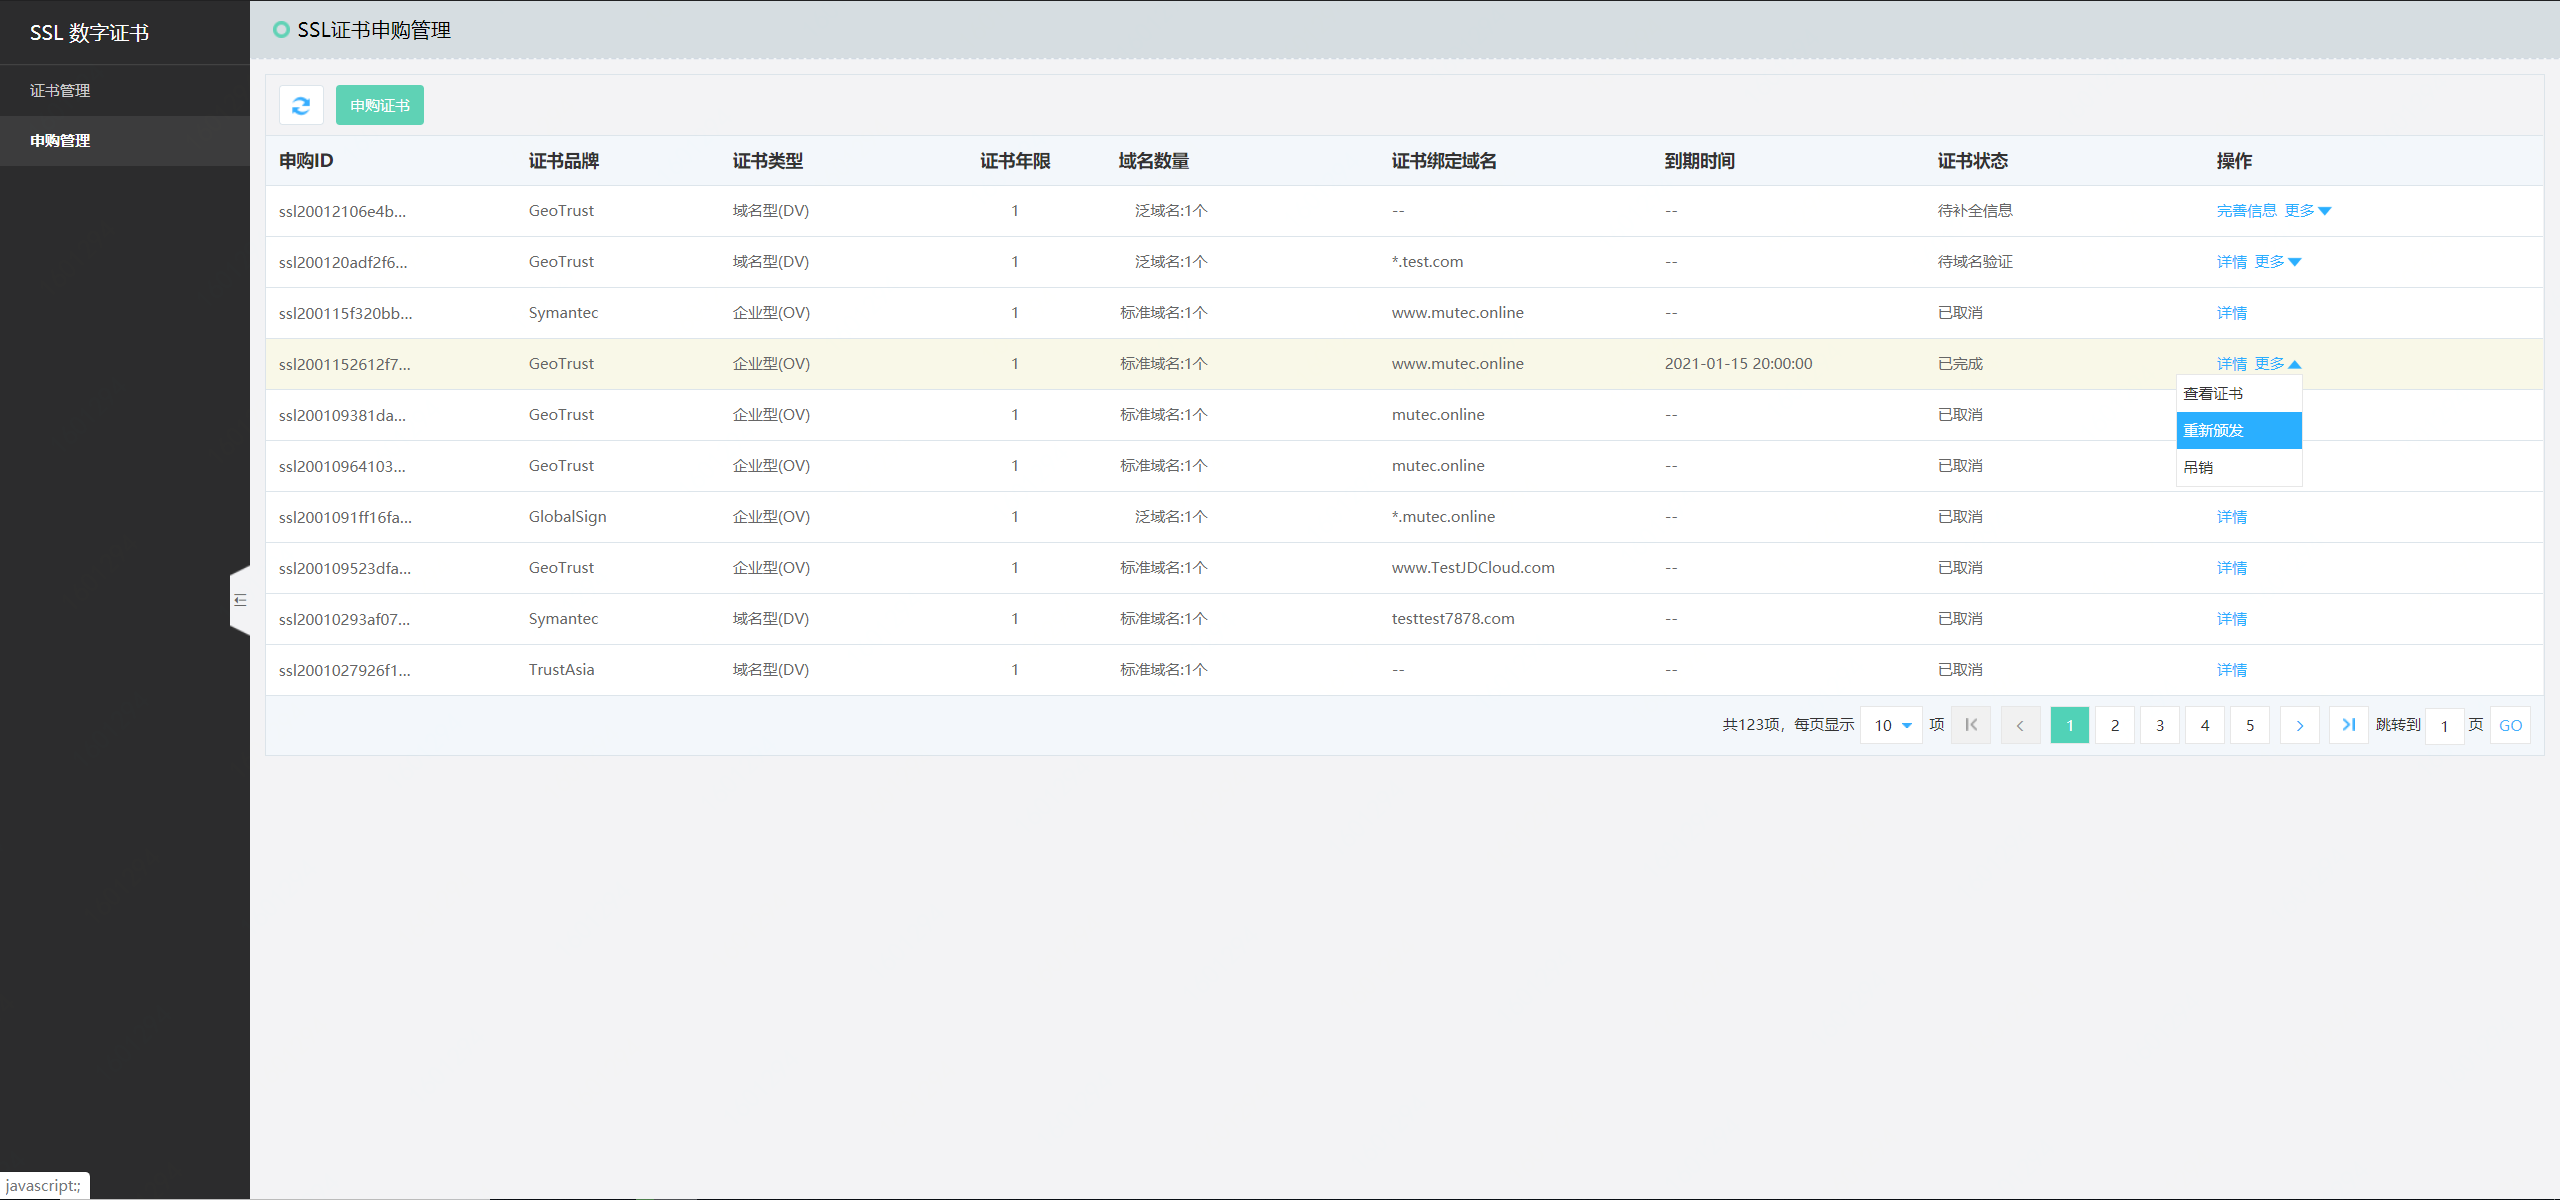 SSL 数字证书
证书管理
申购管理
SSL证书申购管理
申购证书
申购ID 证书品牌 证书类型 证书年限 域名数量 证书绑定域名 到期时间 证书状态 操作
ssl20012106e4b... GeoTrust 域名型(DV) 1 泛域名:1个 -- -- 待补全信息 完善信息 更多
ssl200120adf2f6... GeoTrust 域名型(DV) 1 泛域名:1个 *.test.com -- 待域名验证 详情 更多
ssl200115f320bb... Symantec 企业型(OV) 1 标准域名:1个 www.mutec.online -- 已取消 详情
ssl2001152612f7... GeoTrust 企业型(OV) 1 标准域名:1个 www.mutec.online 2021-01-15 20:00:00 已完成 详情 更多
查看证书
重新颁发
吊销
ssl200109381da... GeoTrust 企业型(OV) 1 标准域名:1个 mutec.online -- 已取消
ssl20010964103... GeoTrust 企业型(OV) 1 标准域名:1个 mutec.online -- 已取消
ssl2001091ff16fa... GlobalSign 企业型(OV) 1 泛域名:1个 *.mutec.online -- 已取消 详情
ssl200109523dfa... GeoTrust 企业型(OV) 1 标准域名:1个 www.TestJDCloud.com -- 已取消 详情
ssl20010293af07... Symantec 域名型(DV) 1 标准域名:1个 testtest7878.com -- 已取消 详情
ssl2001027926f1... TrustAsia 域名型(DV) 1 标准域名:1个 -- -- 已取消 详情
共123项，每页显示 10 项 1 2 3 4 5 跳转到 1 页 GO
javascript:;